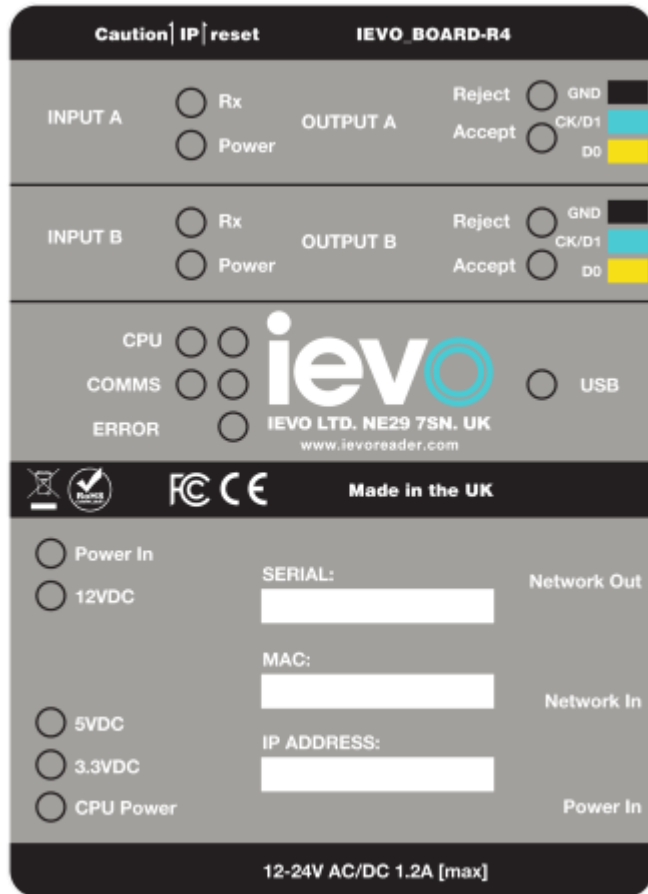 Caution IP reset IEVO_BOARD-R4
INPUT A Rx OUTPUT A Reject GND
Power Accept CK/D1
D0
INPUT B Rx OUTPUT B Reject GND
Power Accept CK/D1
D0
CPU
COMMS
ERROR
ievo
IEVO LTD. NE29 7SN. UK
www.ievoreader.com
USB
RoHS
FC CE Made in the UK
Power In
12VDC
SERIAL:
Network Out
MAC:
Network In
5VDC
IP ADDRESS:
3.3VDC
CPU Power
Power In
12-24V AC/DC 1.2A [max]